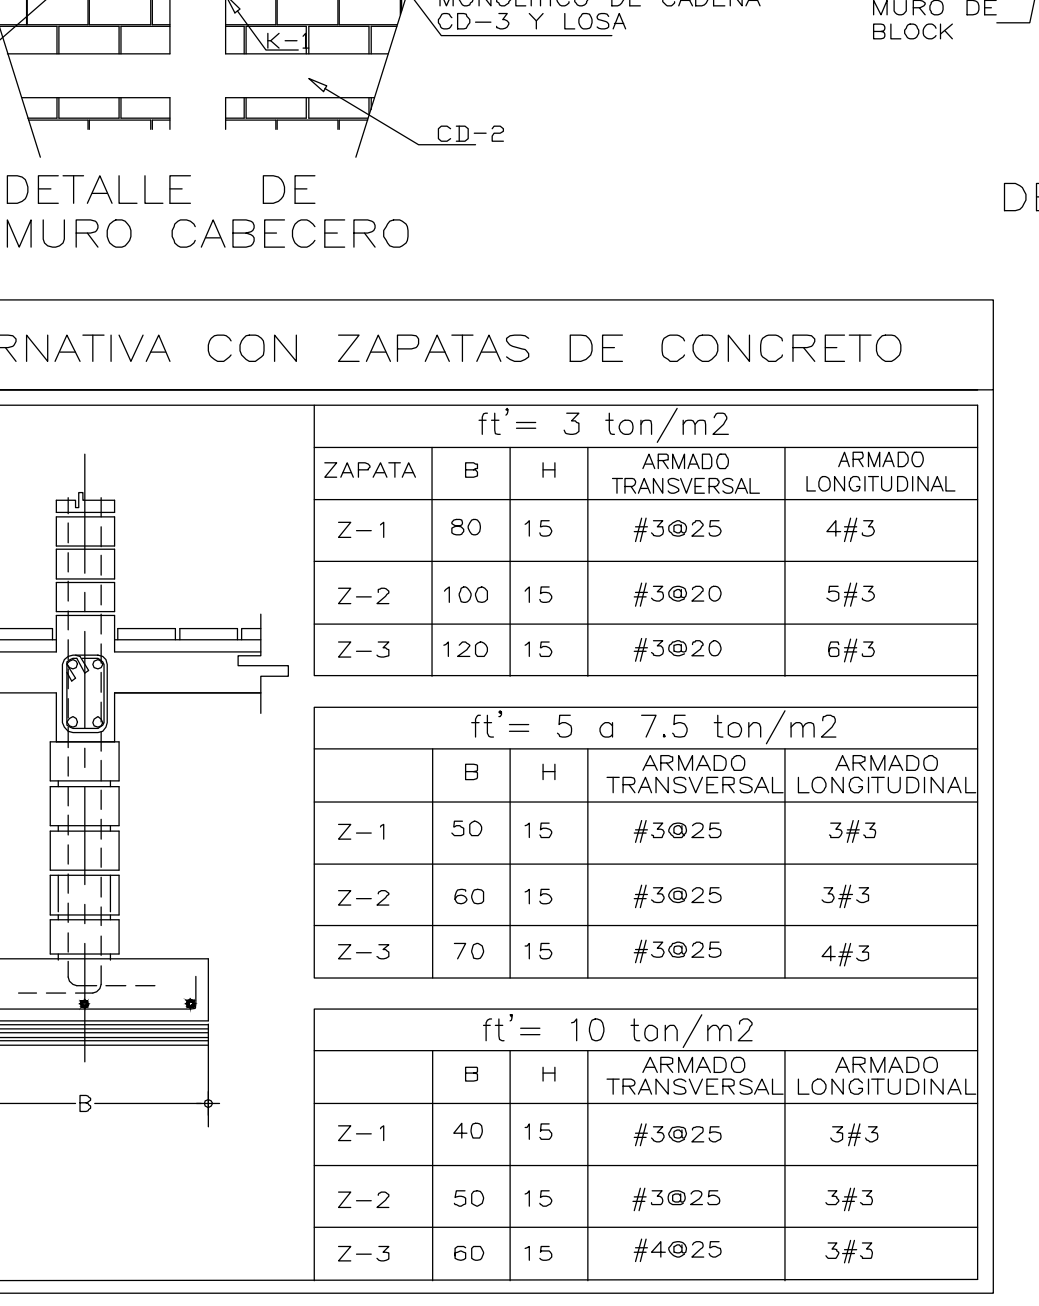 MONOLITICO DE CADENA
CD-3 Y LOSA
MURO DE
BLOCK
K-1
CD-2
DETALLE DE
MURO CABECERO
DE
RNATIVA CON ZAPATAS DE CONCRETO
ft'= 3 ton/m2
ZAPATA B H ARMADO TRANSVERSAL ARMADO LONGITUDINAL
Z-1 80 15 #3@25 4#3
Z-2 100 15 #3@20 5#3
Z-3 120 15 #3@20 6#3
ft'= 5 a 7.5 ton/m2
B H ARMADO TRANSVERSAL ARMADO LONGITUDINAL
Z-1 50 15 #3@25 3#3
Z-2 60 15 #3@25 3#3
Z-3 70 15 #3@25 4#3
ft'= 10 ton/m2
B H ARMADO TRANSVERSAL ARMADO LONGITUDINAL
Z-1 40 15 #3@25 3#3
Z-2 50 15 #3@25 3#3
Z-3 60 15 #4@25 3#3
B